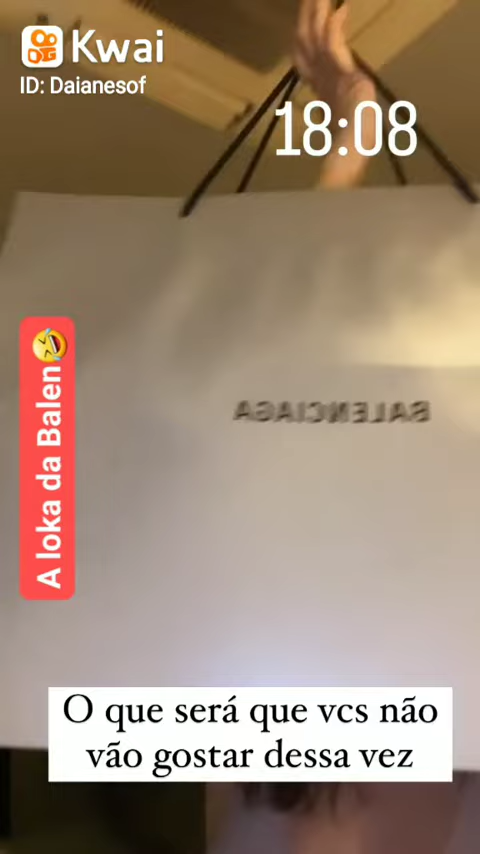 Kwai
ID: Daianesof
18:08
A loka da Balen🤣
BALENCIAGA
O que será que vcs não
vão gostar dessa vez